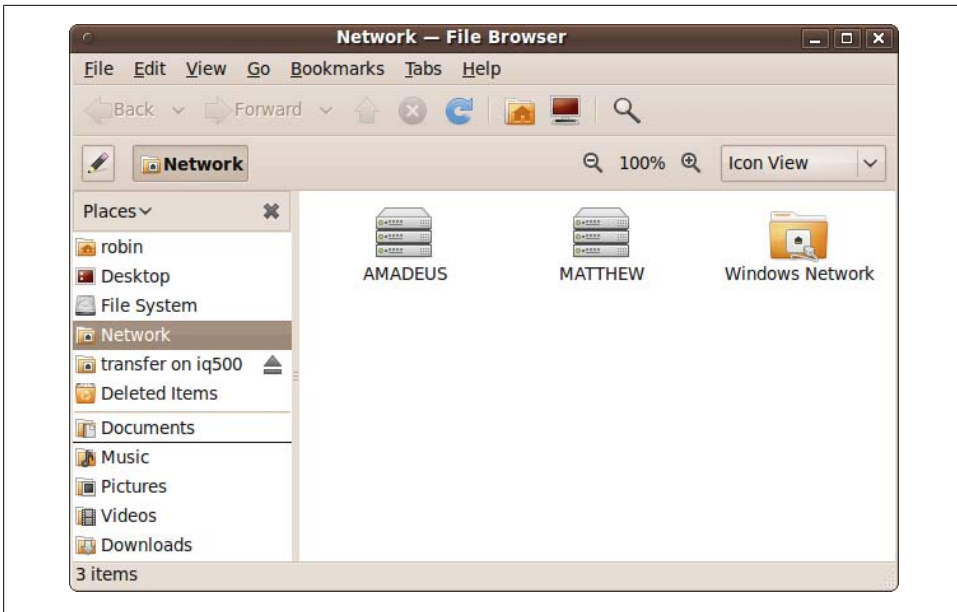 Network — File Browser
File Edit View Go Bookmarks Tabs Help
Back Forward
Network 100% Icon View
Places
robin
Desktop
File System
Network
transfer on iq500
Deleted Items
Documents
Music
Pictures
Videos
Downloads
AMADEUS MATTHEW Windows Network
3 items